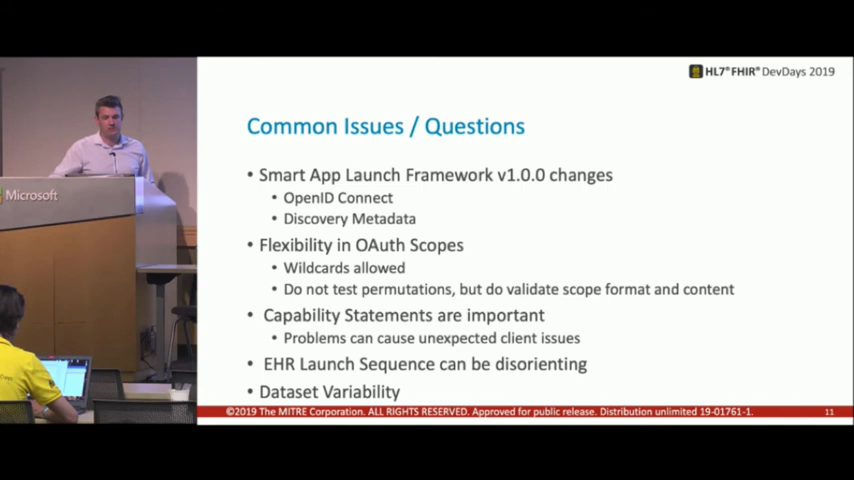 HL7® FHIR® DevDays 2019
Common Issues / Questions
• Smart App Launch Framework v1.0.0 changes
• OpenID Connect
• Discovery Metadata
• Flexibility in OAuth Scopes
• Wildcards allowed
• Do not test permutations, but do validate scope format and content
• Capability Statements are important
• Problems can cause unexpected client issues
• EHR Launch Sequence can be disorienting
• Dataset Variability
©2019 The MITRE Corporation. ALL RIGHTS RESERVED. Approved for public release. Distribution unlimited 19-01761-1.
11
Microsoft